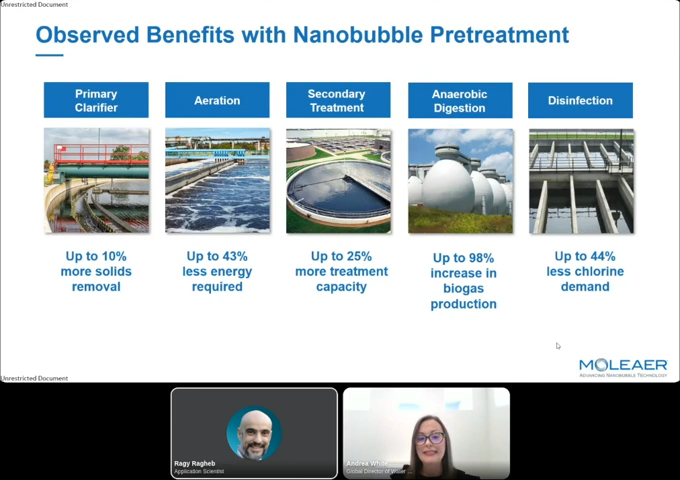 Unrestricted Document
Observed Benefits with Nanobubble Pretreatment
Primary
Clarifier
Aeration
Secondary
Treatment
Anaerobic
Digestion
Disinfection
Up to 10%
more solids
removal
Up to 43%
less energy
required
Up to 25%
more treatment
capacity
Up to 98%
increase in
biogas
production
Up to 44%
less chlorine
demand
MOLEAER
ADVANCING NANOBUBBLE TECHNOLOGY
Unrestricted Document
Ragy Ragheb
Application Scientist
Andrea White
Global Director of Water ...